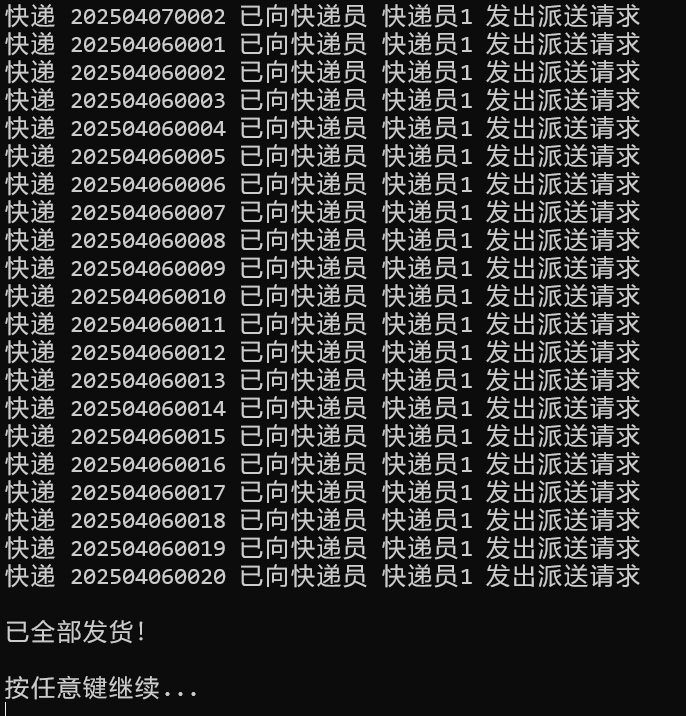 快递 202504070002 已向快递员 快递员1 发出派送请求
快递 202504060001 已向快递员 快递员1 发出派送请求
快递 202504060002 已向快递员 快递员1 发出派送请求
快递 202504060003 已向快递员 快递员1 发出派送请求
快递 202504060004 已向快递员 快递员1 发出派送请求
快递 202504060005 已向快递员 快递员1 发出派送请求
快递 202504060006 已向快递员 快递员1 发出派送请求
快递 202504060007 已向快递员 快递员1 发出派送请求
快递 202504060008 已向快递员 快递员1 发出派送请求
快递 202504060009 已向快递员 快递员1 发出派送请求
快递 202504060010 已向快递员 快递员1 发出派送请求
快递 202504060011 已向快递员 快递员1 发出派送请求
快递 202504060012 已向快递员 快递员1 发出派送请求
快递 202504060013 已向快递员 快递员1 发出派送请求
快递 202504060014 已向快递员 快递员1 发出派送请求
快递 202504060015 已向快递员 快递员1 发出派送请求
快递 202504060016 已向快递员 快递员1 发出派送请求
快递 202504060017 已向快递员 快递员1 发出派送请求
快递 202504060018 已向快递员 快递员1 发出派送请求
快递 202504060019 已向快递员 快递员1 发出派送请求
快递 202504060020 已向快递员 快递员1 发出派送请求
已全部发货!
按任意键继续...